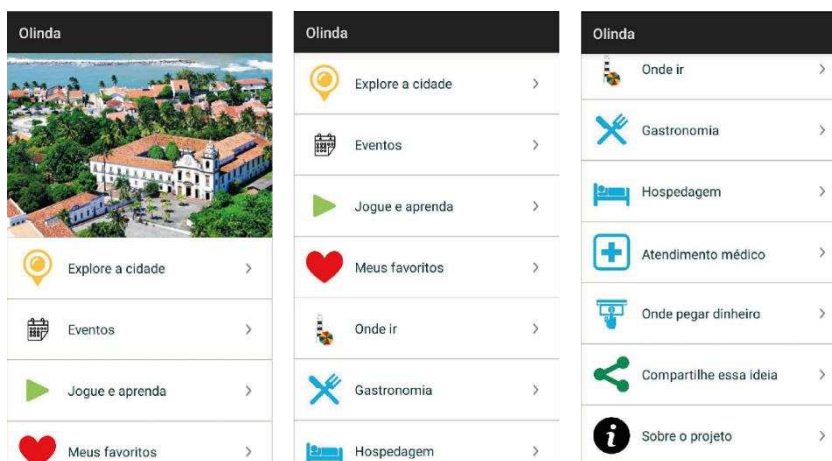 Olinda
Explore a cidade
Eventos
Jogue e aprenda
Meus favoritos
Olinda
Explore a cidade
Eventos
Jogue e aprenda
Meus favoritos
Onde ir
Gastronomia
Hospedagem
Olinda
Onde ir
Gastronomia
Hospedagem
Atendimento médico
Onde pegar dinheiro
Compartilhe essa ideia
Sobre o projeto